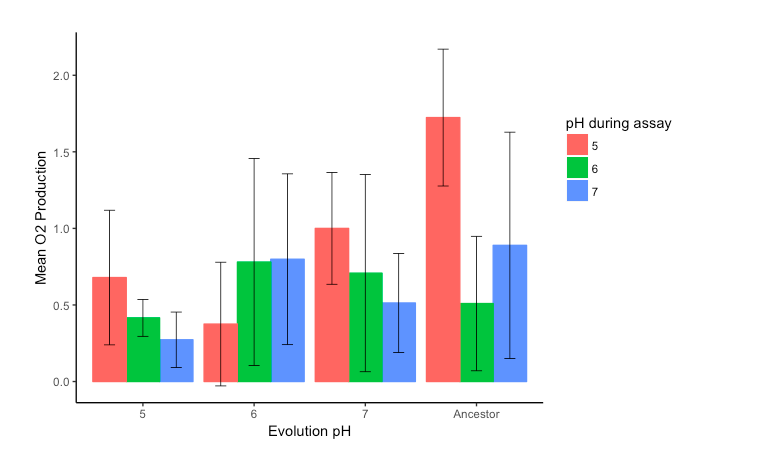 Mean O2 Production
2.0
1.5
1.0
0.5
0.0
5
6
7
Ancestor
Evolution pH
pH during assay
5
6
7